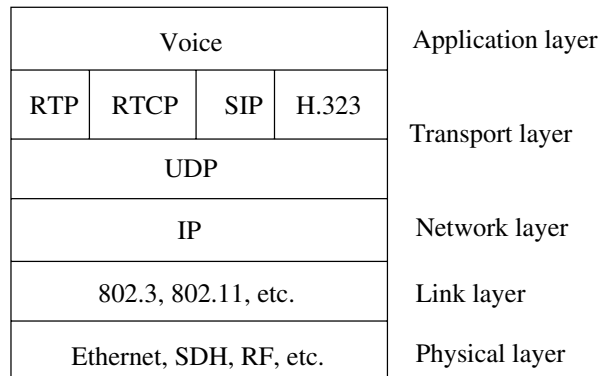 Voice Application layer
RTP RTCP SIP H.323
Transport layer
UDP
IP Network layer
802.3, 802.11, etc. Link layer
Ethernet, SDH, RF, etc. Physical layer